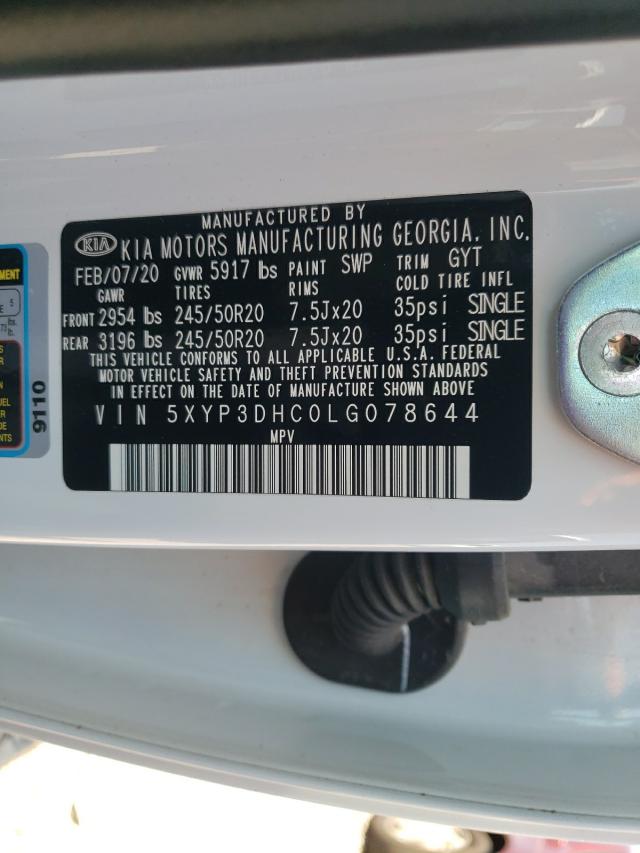 MANUFACTURED BY
KIA KIA MOTORS MANUFACTURING GEORGIA, INC.
FEB/07/20 GVWR 5917 lbs PAINT SWP TRIM GYT
GAWR TIRES RIMS COLD TIRE INFL
FRONT 2954 lbs 245/50R20 7.5Jx20 35psi SINGLE
REAR 3196 lbs 245/50R20 7.5Jx20 35psi SINGLE
THIS VEHICLE CONFORMS TO ALL APPLICABLE U.S.A. FEDERAL
MOTOR VEHICLE SAFETY AND THEFT PREVENTION STANDARDS
IN EFFECT ON THE DATE OF MANUFACTURE SHOWN ABOVE.
VIN 5XYP3DHC0LG078644
MPV
9110
5